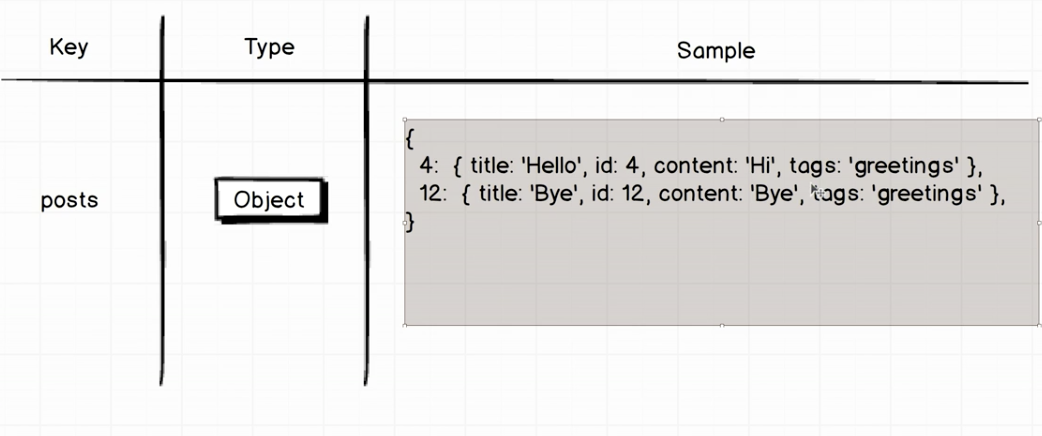 Key Type Sample
posts
Object
{
4: { title: 'Hello', id: 4, content: 'Hi', tags: 'greetings' },
12: { title: 'Bye', id: 12, content: 'Bye', tags: 'greetings' },
}